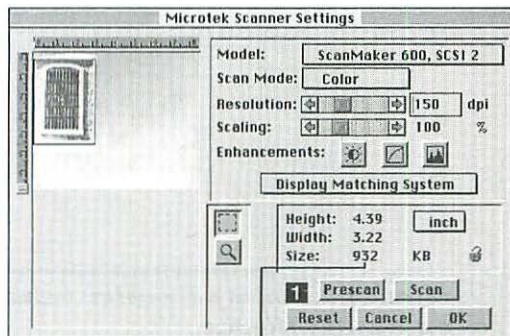 Microtek Scanner Settings
Model: ScanMaker 600, SCSI 2
Scan Mode: Color
Resolution: 150 dpi
Scaling: 100 %
Enhancements:
Display Matching System
Height: 4.39 inch
Width: 3.22
Size: 932 KB
1 Prescan Scan
Reset Cancel OK